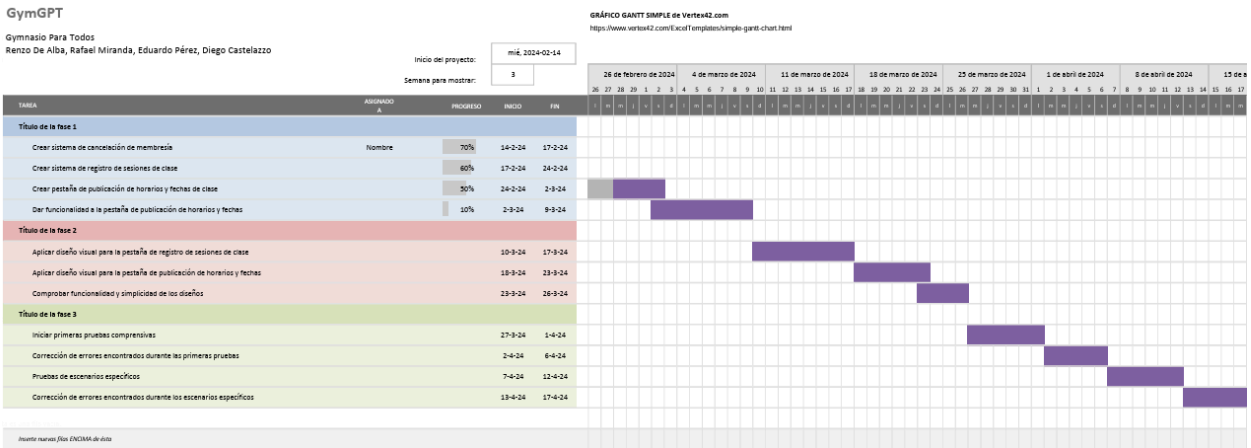 GymGPT
GRÁFICO GANTT SIMPLE de Vertex42.com
https://www.vertex42.com/ExcelTemplates/simple-gantt-chart.html
Gymnasio Para Todos
Renzo De Alba, Rafael Miranda, Eduardo Pérez, Diego Castelazzo
Inicio del proyecto: mié, 2024-02-14
Semana para mostrar: 3
26 de febrero de 2024 4 de marzo de 2024 11 de marzo de 2024 18 de marzo de 2024 25 de marzo de 2024 1 de abril de 2024 8 de abril de 2024 15 de a
26 27 28 29 1 2 3 4 5 6 7 8 9 10 11 12 13 14 15 16 17 18 19 20 21 22 23 24 25 26 27 28 29 30 31 1 2 3 4 5 6 7 8 9 10 11 12 13 14 15 16 17
TAREA ASIGNADO A PROGRESO INICIO FIN l m m j v s d l m m j v s d l m m j v s d l m m j v s d l m m j v s d l m m j v s d l m m j v s d l m m
Título de la fase 1
Crear sistema de cancelación de membresía Nombre 70% 14-2-24 17-2-24
Crear sistema de registro de sesiones de clase 60% 17-2-24 24-2-24
Crear pestaña de publicación de horarios y fechas de clase 50% 24-2-24 2-3-24
Dar funcionalidad a la pestaña de publicación de horarios y fechas 10% 2-3-24 9-3-24
Título de la fase 2
Aplicar diseño visual para la pestaña de registro de sesiones de clase 10-3-24 17-3-24
Aplicar diseño visual para la pestaña de publicación de horarios y fechas 18-3-24 23-3-24
Comprobar funcionalidad y simplicidad de los diseños 23-3-24 26-3-24
Título de la fase 3
Iniciar primeras pruebas comprensivas 27-3-24 1-4-24
Corrección de errores encontrados durante las primeras pruebas 2-4-24 6-4-24
Pruebas de escenarios específicos 7-4-24 12-4-24
Corrección de errores encontrados durante los escenarios específicos 13-4-24 17-4-24
Inserte nuevas filas ENCIMA de ésta